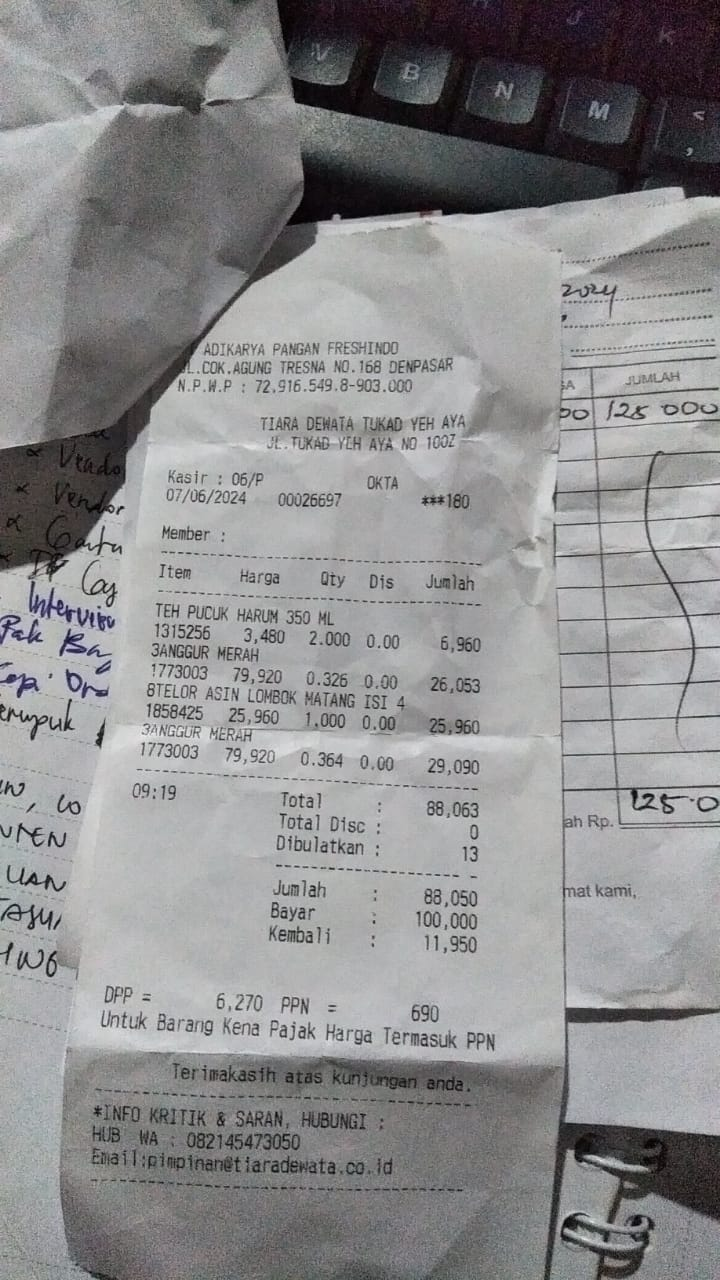 V B N M < ,
J K
ADIKARYA PANGAN FRESHINDO
JL.COK.AGUNG TRESNA NO.168 DENPASAR
N.P.W.P : 72.916.549.8-903.000
TIARA DEWATA TUKAD YEH AYA
JL.TUKAD YEH AYA NO 100Z
Kasir : 06/P OKTA
07/06/2024 00026697 ***180
Member :
Item Harga Qty Dis Jumlah
TEH PUCUK HARUM 350 ML
1315256 3,480 2.000 0.00 6,960
3ANGGUR MERAH
1773003 79,920 0.326 0.00 26,053
8TELOR ASIN LOMBOK MATANG ISI 4
1858425 25,960 1.000 0.00 25,960
3ANGGUR MERAH
1773003 79,920 0.364 0.00 29,090
09:19 Total : 88,063
Total Disc : 0
Dibulatkan : 13
Jumlah : 88,050
Bayar : 100,000
Kembali : 11,950
DPP = 6,270 PPN = 690
Untuk Barang Kena Pajak Harga Termasuk PPN
Terimakasih atas kunjungan anda.
*INFO KRITIK & SARAN, HUBUNGI :
HUB WA : 082145473050
Email:pimpinan@tiaradewata.co.id
2024
GA JUMLAH
00 125 000
125.0
ah Rp.
mat kami,
Vendo
Vendor
Pak Ba